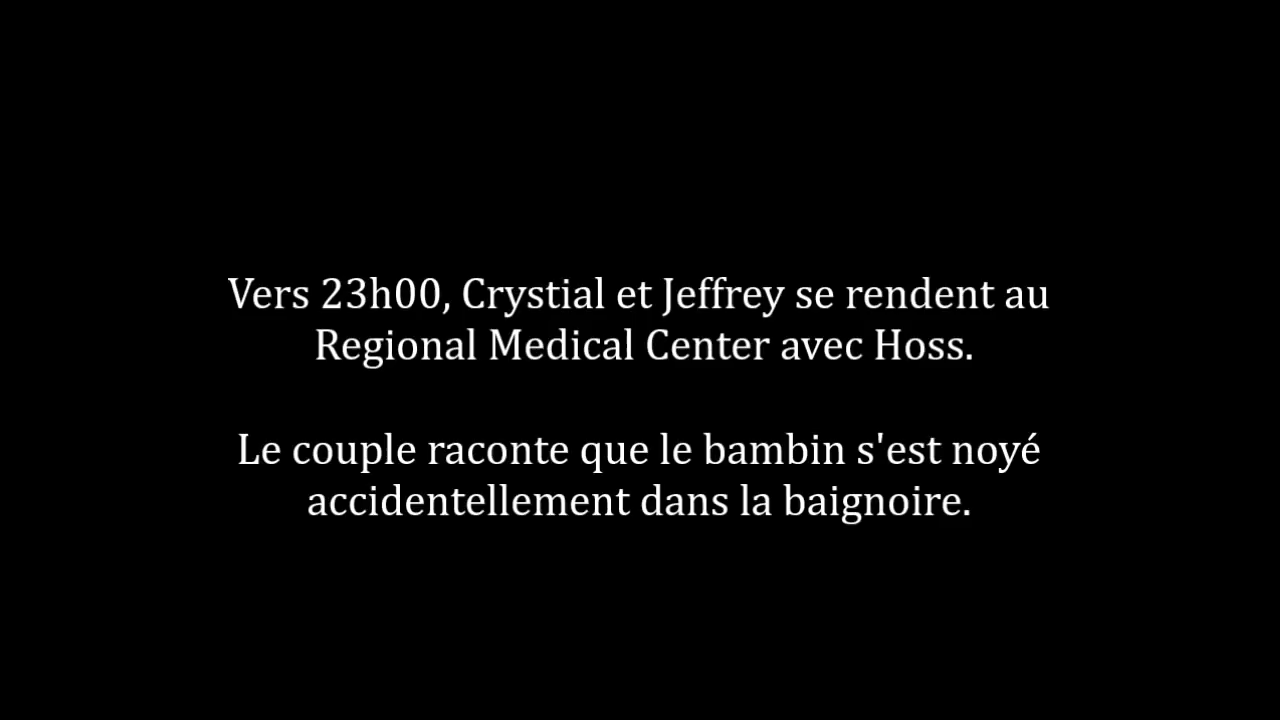 Vers 23h00, Crystial et Jeffrey se rendent au
Regional Medical Center avec Hoss.
Le couple raconte que le bambin s'est noyé
accidentellement dans la baignoire.